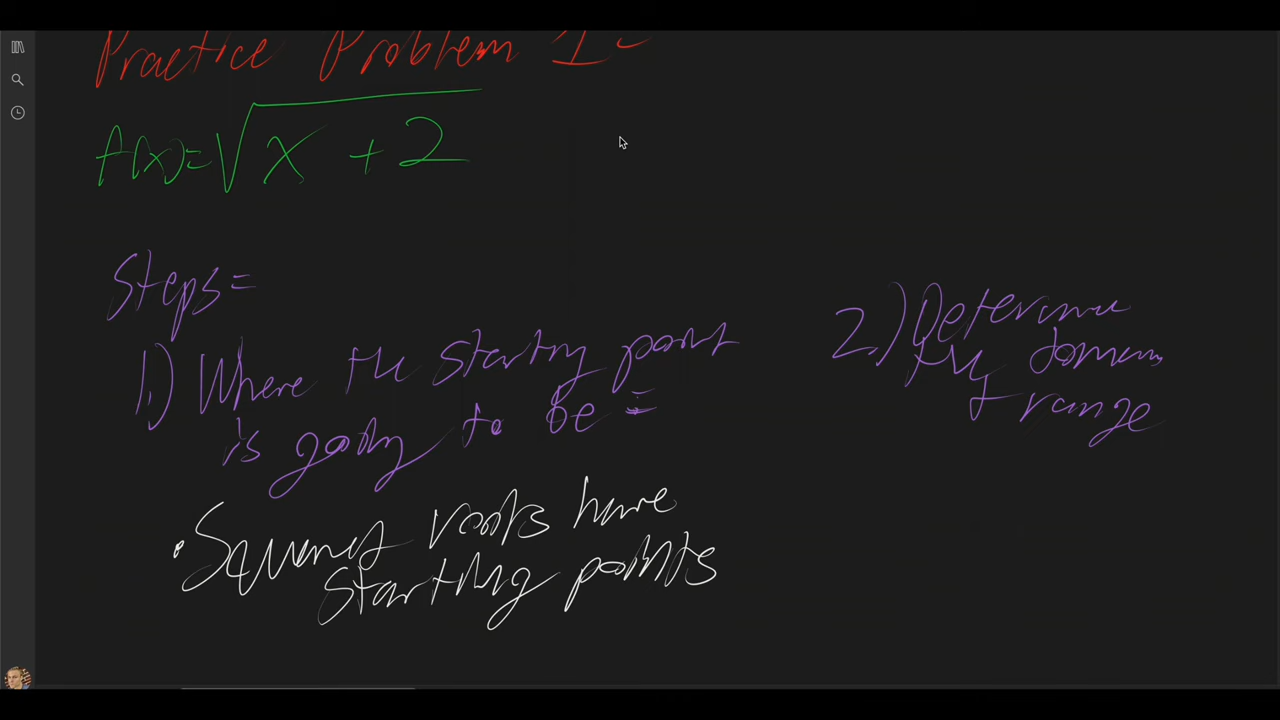 Practice Problem 1=
f(x)=√x + 2
Steps=
1.) Where the starting point
is going to be =
• Squared roots have
starting points
2.) Determine
the domain
+ range